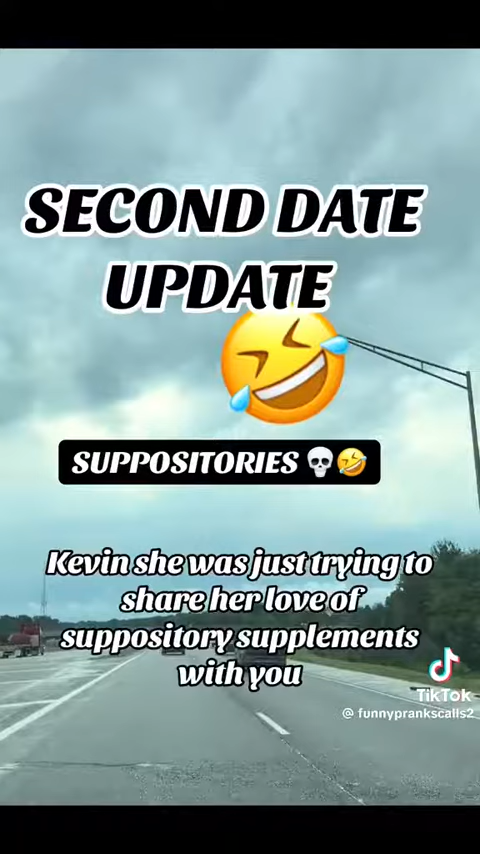 SECOND DATE
UPDATE
SUPPOSITORIES 💀🤣
Kevin she was just trying to
share her love of
suppository supplements
with you
TikTok
@ funnyprankscalls2